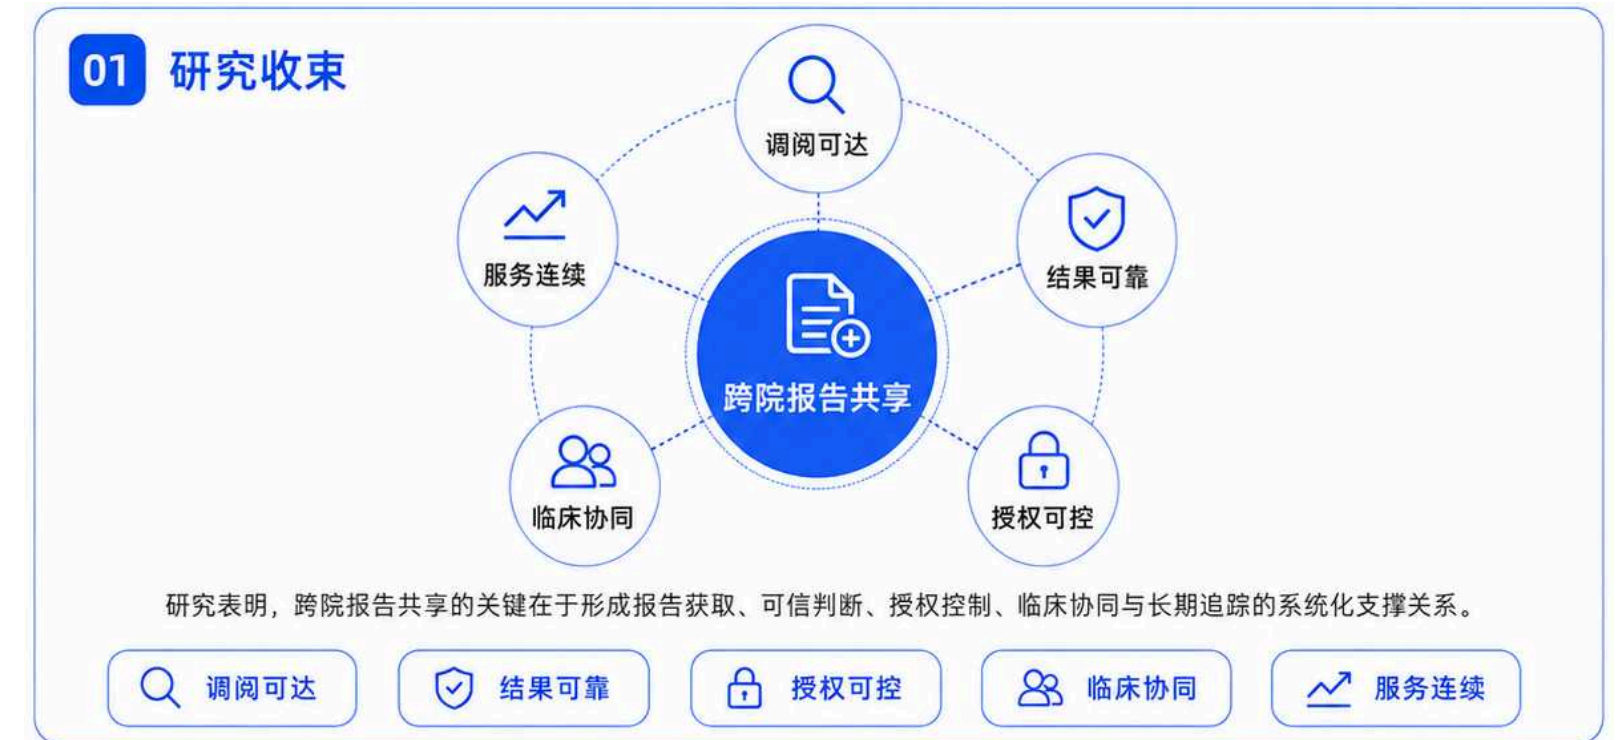 01 研究收束
调阅可达
服务连续
结果可靠
跨院报告共享
临床协同
授权可控
研究表明，跨院报告共享的关键在于形成报告获取、可信判断、授权控制、临床协同与长期追踪的系统化支撑关系。
调阅可达
结果可靠
授权可控
临床协同
服务连续